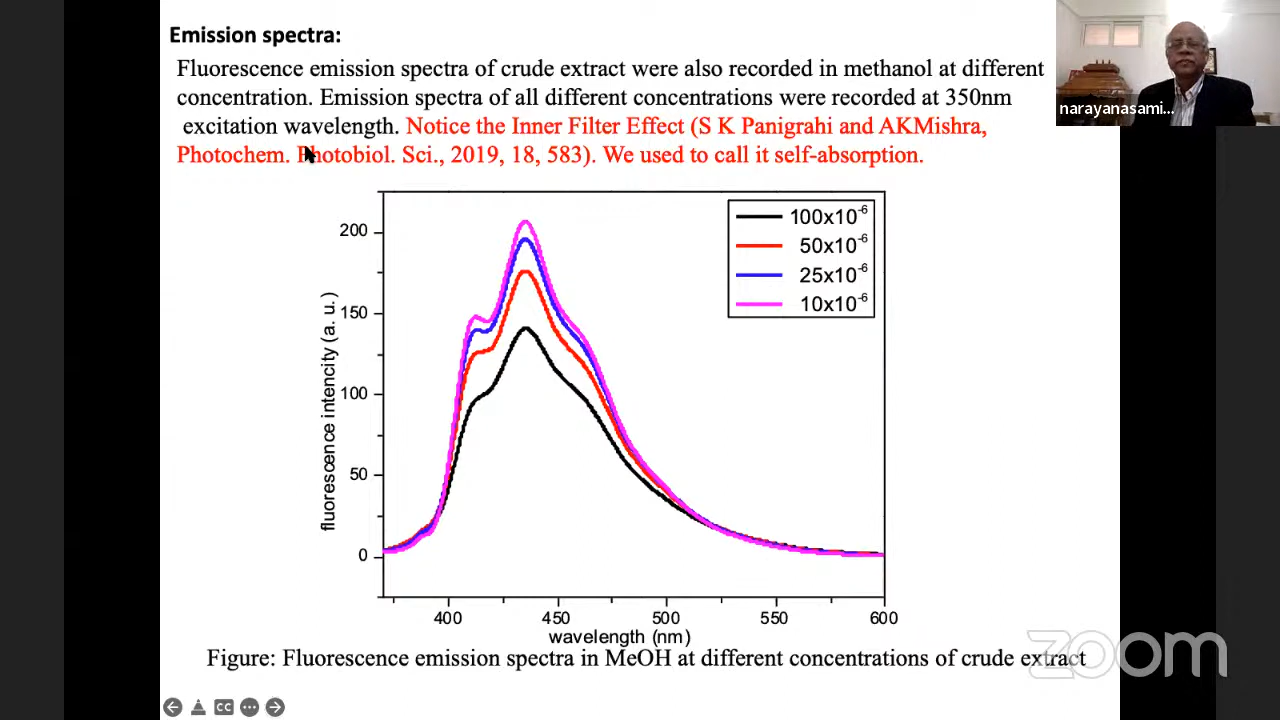 Emission spectra:
Fluorescence emission spectra of crude extract were also recorded in methanol at different
concentration. Emission spectra of all different concentrations were recorded at 350nm
excitation wavelength. Notice the Inner Filter Effect (S K Panigrahi and AKMishra,
Photochem. Photobiol. Sci., 2019, 18, 583). We used to call it self-absorption.
narayanasami...
fluorescence intencity (a. u.)
200
150
100
50
0
100x10-6
50x10-6
25x10-6
10x10-6
400 450 500 550 600
wavelength (nm)
Figure: Fluorescence emission spectra in MeOH at different concentrations of crude extract
zoom
CC